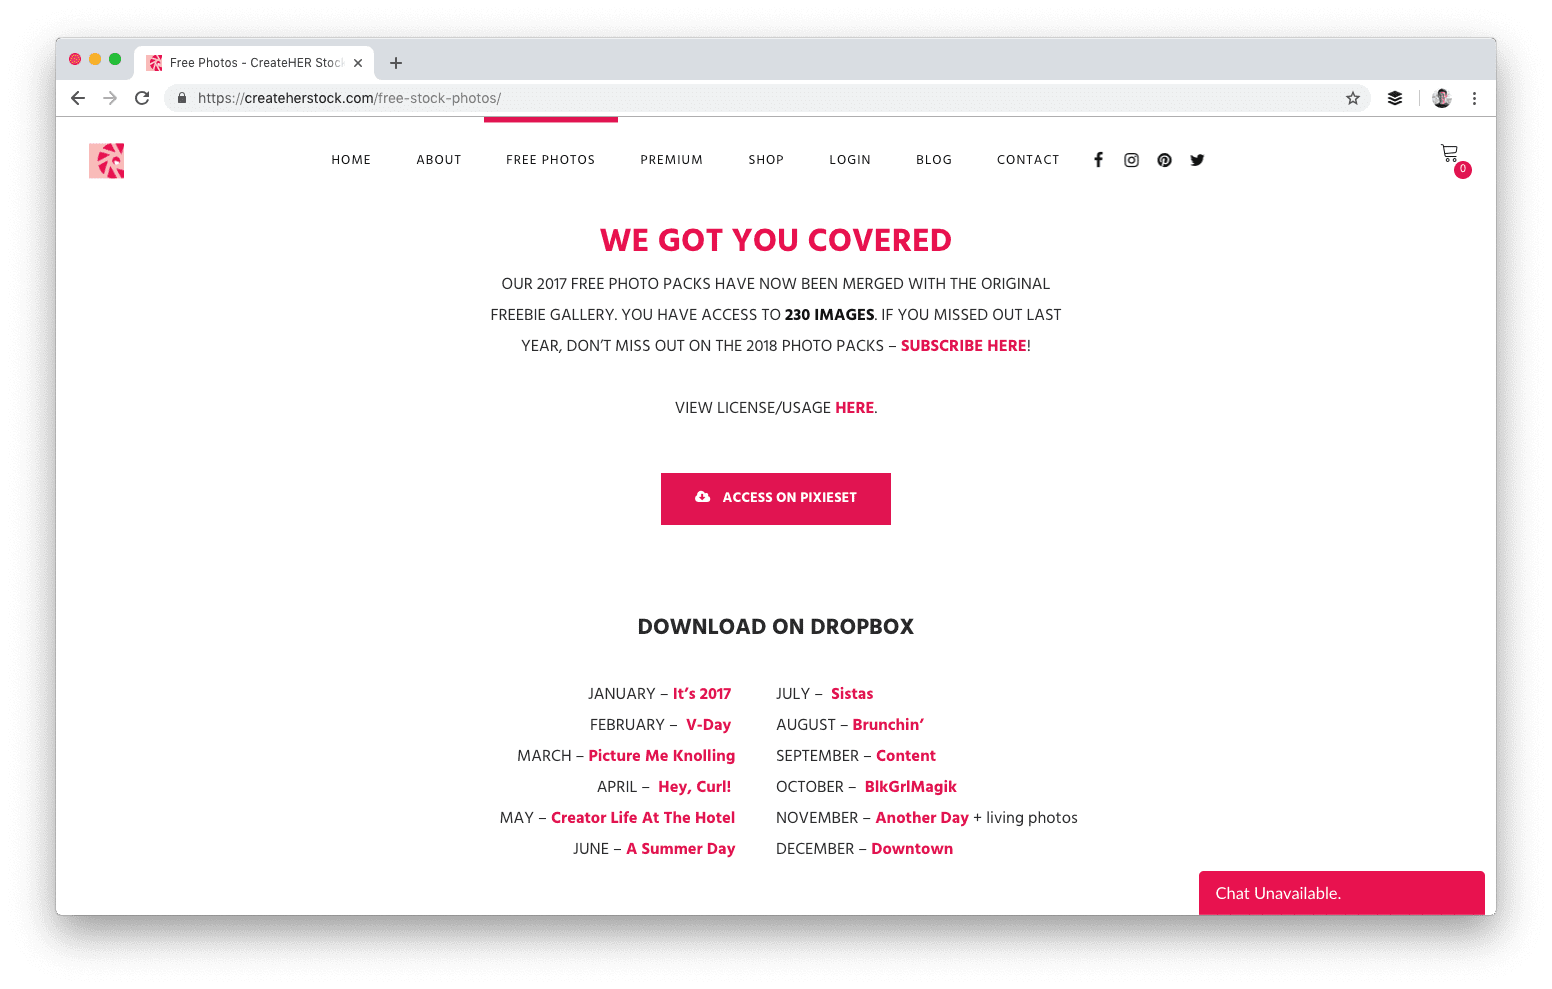 Free Photos - CreateHER Stock
https://createherstock.com/free-stock-photos/
HOME ABOUT FREE PHOTOS PREMIUM SHOP LOGIN BLOG CONTACT
0
WE GOT YOU COVERED
OUR 2017 FREE PHOTO PACKS HAVE NOW BEEN MERGED WITH THE ORIGINAL
FREEBIE GALLERY. YOU HAVE ACCESS TO 230 IMAGES. IF YOU MISSED OUT LAST
YEAR, DON’T MISS OUT ON THE 2018 PHOTO PACKS – SUBSCRIBE HERE!
VIEW LICENSE/USAGE HERE.
ACCESS ON PIXIESET
DOWNLOAD ON DROPBOX
JANUARY – It’s 2017
FEBRUARY – V-Day
MARCH – Picture Me Knolling
APRIL – Hey, Curl!
MAY – Creator Life At The Hotel
JUNE – A Summer Day
JULY – Sistas
AUGUST – Brunchin’
SEPTEMBER – Content
OCTOBER – BlkGrlMagik
NOVEMBER – Another Day + living photos
DECEMBER – Downtown
Chat Unavailable.